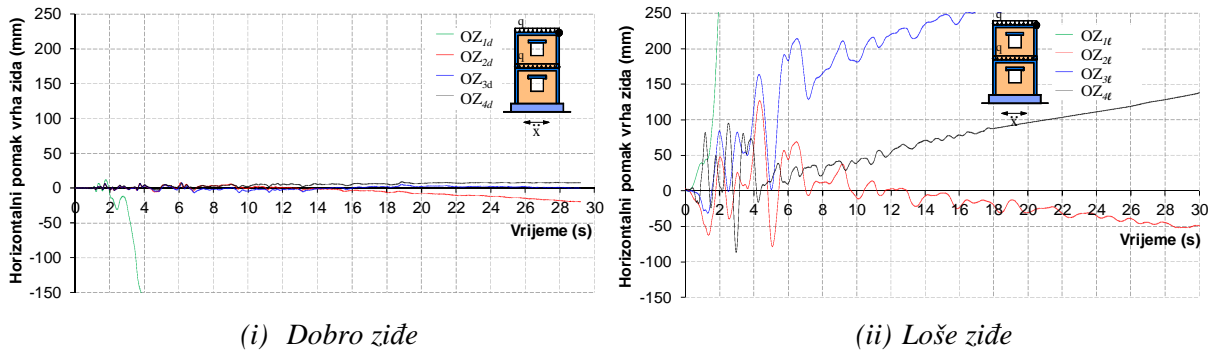 Horizontalni pomak vrha zida (mm)
250
200
150
100
50
0
-50
-100
-150
0 2 4 6 8 10 12 14 16 18 20 22 24 26 28 30
Vrijeme (s)
OZ1d
OZ2d
OZ3d
OZ4d
q
q
ẍ
(i) Dobro ziđe
Horizontalni pomak vrha zida (mm)
250
200
150
100
50
0
-50
-100
-150
0 2 4 6 8 10 12 14 16 18 20 22 24 26 28 30
Vrijeme (s)
OZ1ℓ
OZ2ℓ
OZ3ℓ
OZ4ℓ
q
q
ẍ
(ii) Loše ziđe